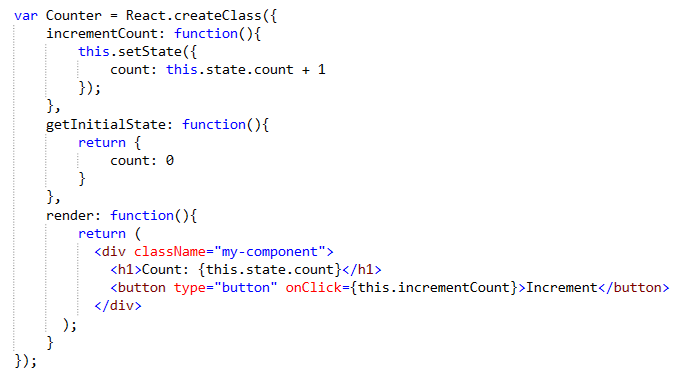 var Counter = React.createClass({
    incrementCount: function(){
        this.setState({
            count: this.state.count + 1
        });
    },
    getInitialState: function(){
        return {
            count: 0
        }
    },
    render: function(){
        return (
          <div className="my-component">
            <h1>Count: {this.state.count}</h1>
            <button type="button" onClick={this.incrementCount}>Increment</button>
          </div>
      );
    }
});